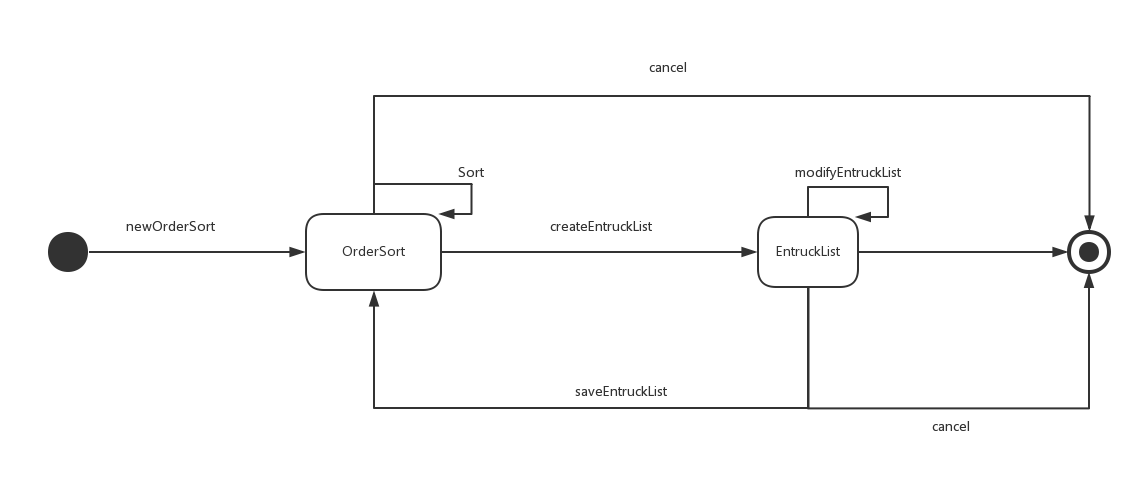 cancel
Sort
modifyEntruckList
newOrderSort
createEntruckList
OrderSort
EntruckList
saveEntruckList
cancel